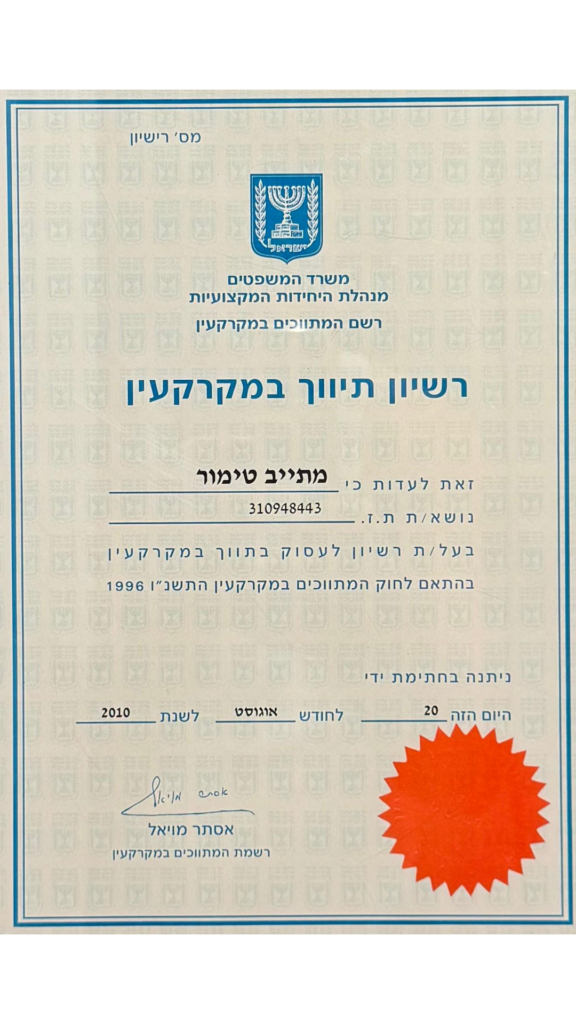 מס׳ רישיון
ישראל
משרד המשפטים
מנהלת היחידות המקצועיות
רשם המתווכים במקרקעין
רשיון תיווך במקרקעין
זאת לעדות כי מתייב טימור
נושא/ת ת.ז. 310948443
בעל/ת רשיון לעסוק בתווך במקרקעין
בהתאם לחוק המתווכים במקרקעין התשנ"ו 1996
ניתנה בחתימת ידי
היום הזה 20 לחודש אוגוסט לשנת 2010
אסתר מויאל
אסתר מויאל
רשמת המתווכים במקרקעין